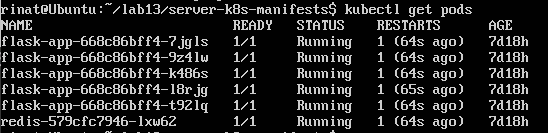 rinat@Ubuntu:~/lab13/server-k8s-manifests$ kubectl get pods
NAME READY STATUS RESTARTS AGE
flask-app-668c86bff4-7jgls 1/1 Running 1 (64s ago) 7d18h
flask-app-668c86bff4-9z4lw 1/1 Running 1 (64s ago) 7d18h
flask-app-668c86bff4-k486s 1/1 Running 1 (64s ago) 7d18h
flask-app-668c86bff4-l8rjg 1/1 Running 1 (65s ago) 7d18h
flask-app-668c86bff4-t92lq 1/1 Running 1 (64s ago) 7d18h
redis-579cfc7946-lxw62 1/1 Running 1 (64s ago) 7d18h